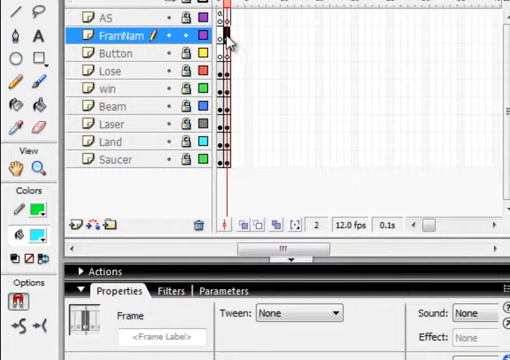 AS
FramNam
Button
Lose
win
Beam
Laser
Land
Saucer
View
Colors
Options
2 12.0 fps 0.1s
Actions
Properties Filters Parameters
Frame Tween: None Sound: None
<Frame Label> Effect: None